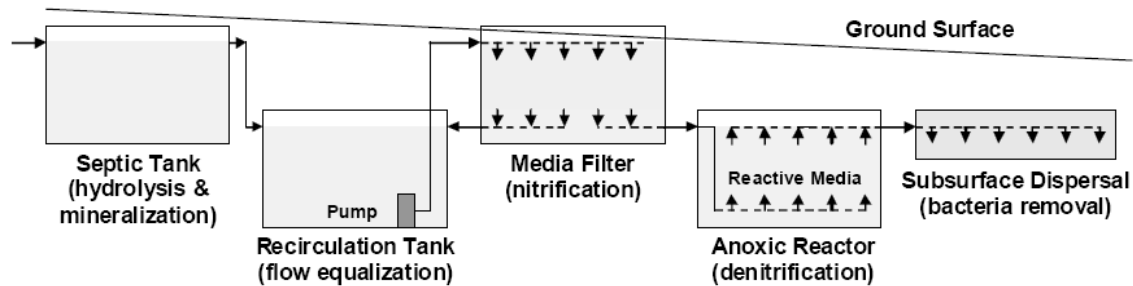 Ground Surface
Septic Tank
(hydrolysis &
mineralization)
Pump
Recirculation Tank
(flow equalization)
Media Filter
(nitrification)
Reactive Media
Anoxic Reactor
(denitrification)
Subsurface Dispersal
(bacteria removal)